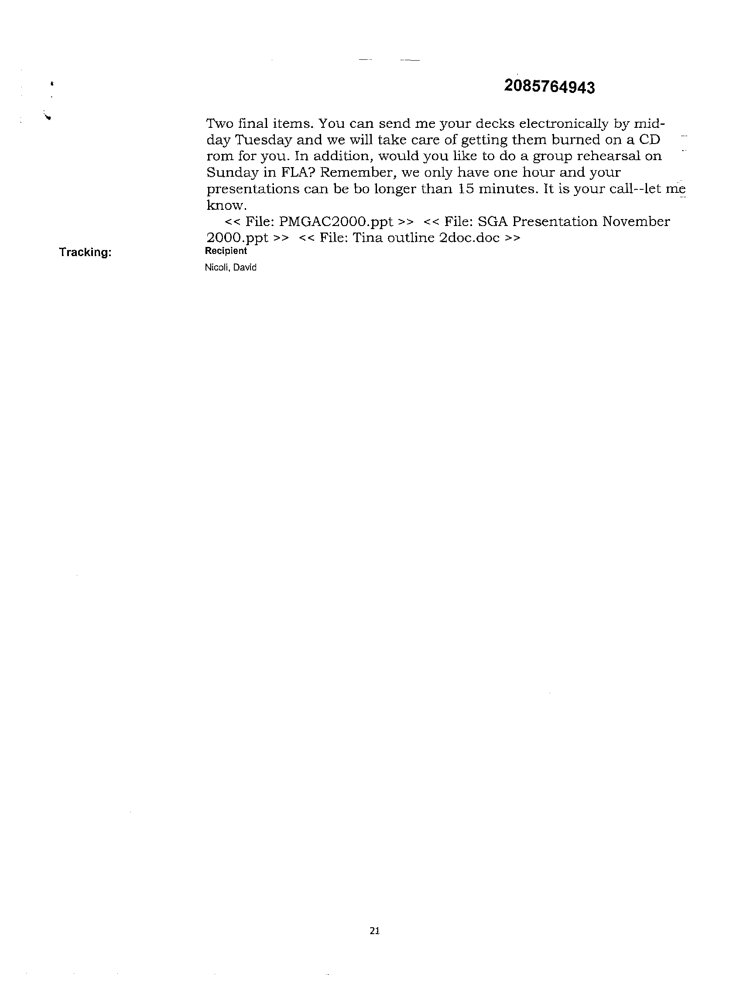 2085764943
Two final items. You can send me your decks electronically by mid-
day Tuesday and we will take care of getting them burned on a CD
rom for you. In addition, would you like to do a group rehearsal on
Sunday in FLA? Remember, we only have one hour and your
presentations can be bo longer than 15 minutes. It is your call--let me
know.
<< File: PMGAC2000.ppt >> << File: SGA Presentation November
2000.ppt >> << File: Tina outline 2doc.doc >>
Tracking: Recipient
Nicoli, David
21